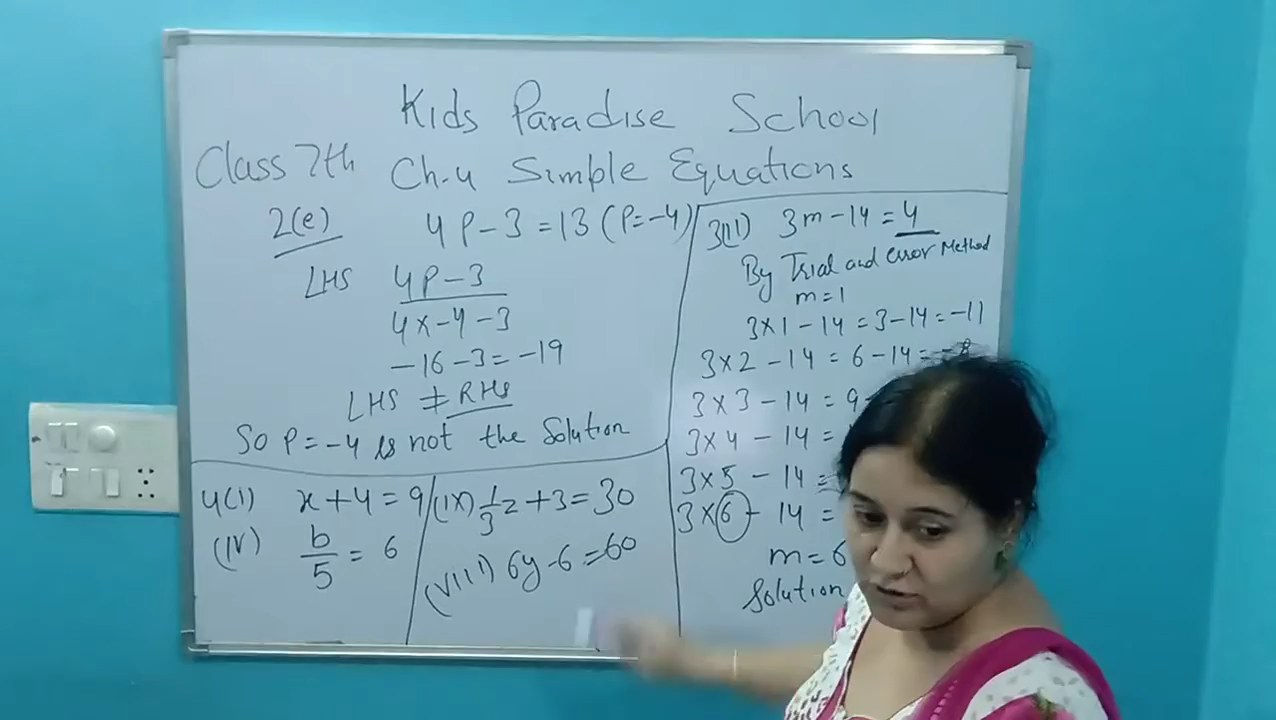 Kids Paradise School
Class 7th Ch.4 Simple Equations
2(e) 4P-3=13 (P=-4)
LHS 4P-3
4x-4-3
-16-3=-19
LHS ≠ RHS
So P=-4 is not the Solution
4(i) x+4=9
(iv) b/5 = 6
(ix) 1/3 z+3=30
(viii) 6y-6=60
3(ii) 3m-14=4
By Trial and error Method
m=1
3×1-14=3-14=-11
3×2-14=6-14=-8
3×3-14=9
3×4-14=
3×5-14=
3×6-14=
m=6
Solution